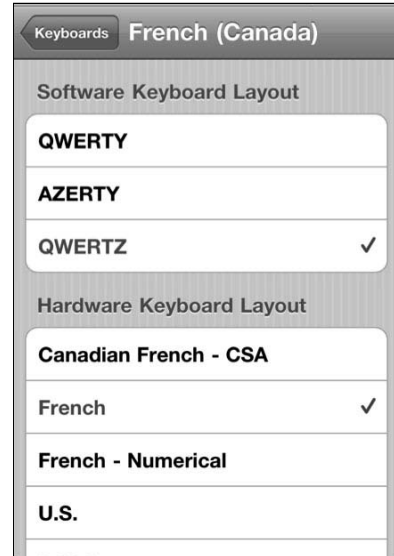 Keyboards
French (Canada)
Software Keyboard Layout
QWERTY
AZERTY
QWERTZ
Hardware Keyboard Layout
Canadian French - CSA
French
French - Numerical
U.S.